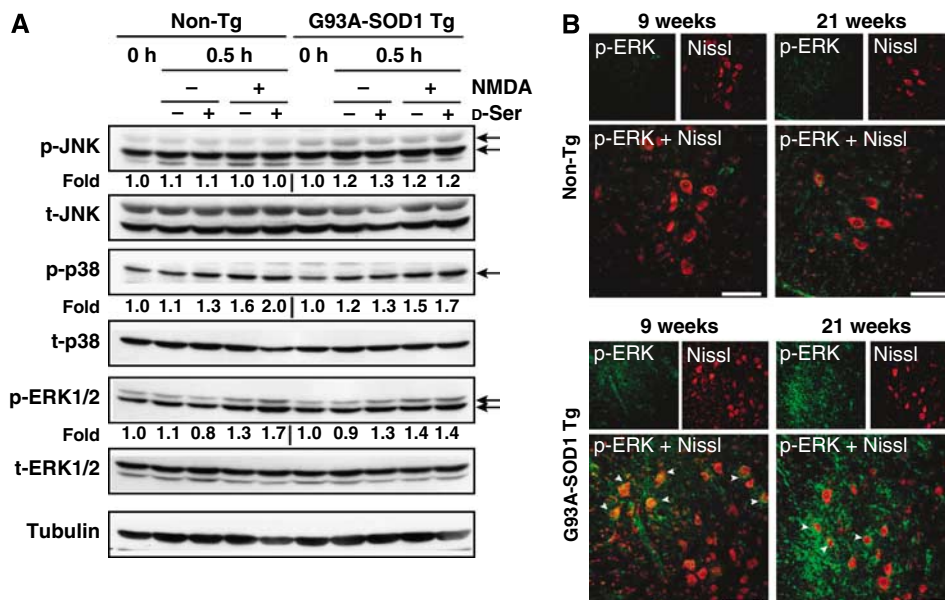 A
Non-Tg G93A-SOD1 Tg
0 h 0.5 h 0 h 0.5 h
− + − + NMDA
− + − + − + − + D-Ser
p-JNK
Fold 1.0 1.1 1.1 1.0 1.0 1.0 1.2 1.3 1.2 1.2
t-JNK
p-p38
Fold 1.0 1.1 1.3 1.6 2.0 1.0 1.2 1.3 1.5 1.7
t-p38
p-ERK1/2
Fold 1.0 1.1 0.8 1.3 1.7 1.0 0.9 1.3 1.4 1.4
t-ERK1/2
Tubulin
B
9 weeks 21 weeks
p-ERK Nissl p-ERK Nissl
p-ERK + Nissl p-ERK + Nissl
Non-Tg
9 weeks 21 weeks
p-ERK Nissl p-ERK Nissl
p-ERK + Nissl p-ERK + Nissl
G93A-SOD1 Tg